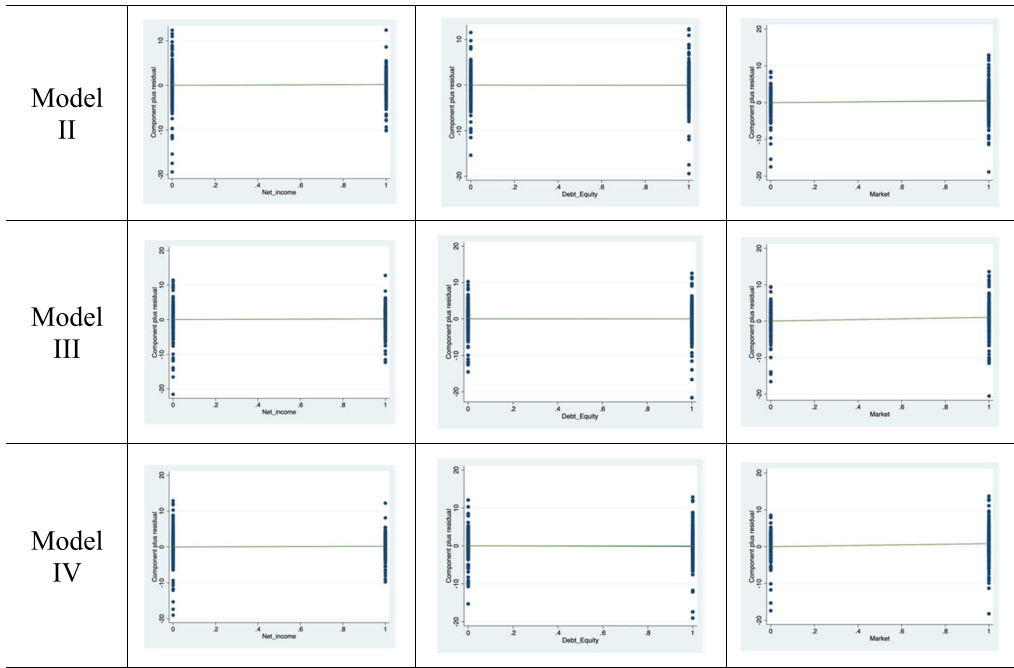 Model
II
Component plus residual
10
0
-10
-20
0 .2 .4 .6 .8 1
Net_income
Component plus residual
10
0
-10
-20
0 .2 .4 .6 .8 1
Debt_Equity
Component plus residual
20
10
0
-10
-20
0 .2 .4 .6 .8 1
Market
Model
III
Component plus residual
20
10
0
-10
-20
0 .2 .4 .6 .8 1
Net_income
Component plus residual
20
10
0
-10
-20
0 .2 .4 .6 .8 1
Debt_Equity
Component plus residual
20
10
0
-10
-20
0 .2 .4 .6 .8 1
Market
Model
IV
Component plus residual
20
10
0
-10
-20
0 .2 .4 .6 .8 1
Net_income
Component plus residual
20
10
0
-10
-20
0 .2 .4 .6 .8 1
Debt_Equity
Component plus residual
20
10
0
-10
-20
0 .2 .4 .6 .8 1
Market